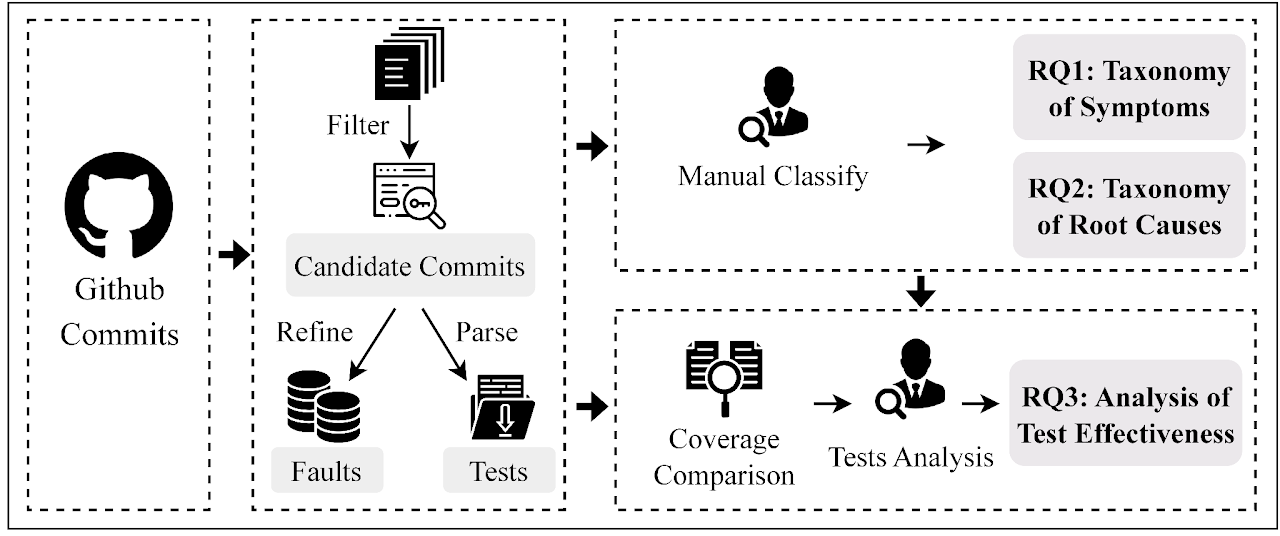 Github
Commits
Filter
Candidate Commits
Refine
Parse
Faults
Tests
Manual Classify
RQ1: Taxonomy
of Symptoms
RQ2: Taxonomy
of Root Causes
Coverage
Comparison
Tests Analysis
RQ3: Analysis of
Test Effectiveness